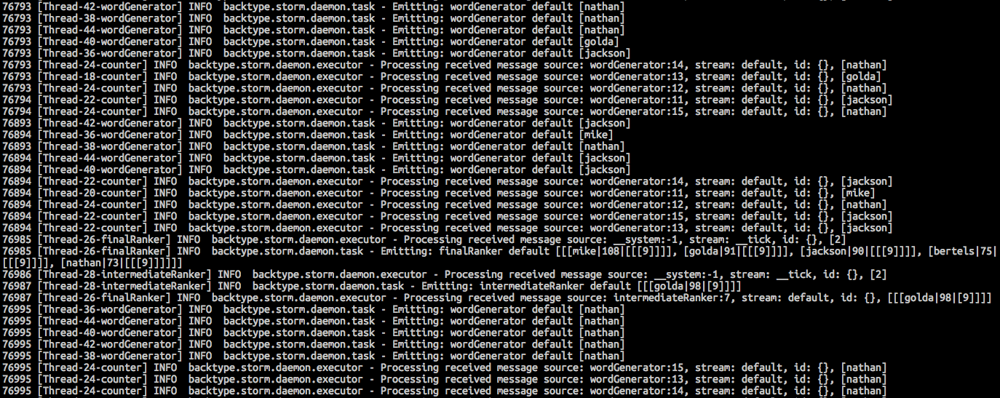 76793 [Thread-42-wordGenerator] INFO  backtype.storm.daemon.task - Emitting: wordGenerator default [nathan]
76793 [Thread-38-wordGenerator] INFO  backtype.storm.daemon.task - Emitting: wordGenerator default [nathan]
76793 [Thread-44-wordGenerator] INFO  backtype.storm.daemon.task - Emitting: wordGenerator default [nathan]
76793 [Thread-40-wordGenerator] INFO  backtype.storm.daemon.task - Emitting: wordGenerator default [golda]
76793 [Thread-36-wordGenerator] INFO  backtype.storm.daemon.task - Emitting: wordGenerator default [jackson]
76793 [Thread-24-counter] INFO  backtype.storm.daemon.executor - Processing received message source: wordGenerator:14, stream: default, id: {}, [nathan]
76793 [Thread-18-counter] INFO  backtype.storm.daemon.executor - Processing received message source: wordGenerator:13, stream: default, id: {}, [golda]
76793 [Thread-24-counter] INFO  backtype.storm.daemon.executor - Processing received message source: wordGenerator:12, stream: default, id: {}, [nathan]
76794 [Thread-22-counter] INFO  backtype.storm.daemon.executor - Processing received message source: wordGenerator:11, stream: default, id: {}, [jackson]
76794 [Thread-24-counter] INFO  backtype.storm.daemon.executor - Processing received message source: wordGenerator:15, stream: default, id: {}, [nathan]
76893 [Thread-42-wordGenerator] INFO  backtype.storm.daemon.task - Emitting: wordGenerator default [jackson]
76894 [Thread-36-wordGenerator] INFO  backtype.storm.daemon.task - Emitting: wordGenerator default [mike]
76893 [Thread-38-wordGenerator] INFO  backtype.storm.daemon.task - Emitting: wordGenerator default [nathan]
76894 [Thread-44-wordGenerator] INFO  backtype.storm.daemon.task - Emitting: wordGenerator default [jackson]
76894 [Thread-40-wordGenerator] INFO  backtype.storm.daemon.task - Emitting: wordGenerator default [jackson]
76894 [Thread-22-counter] INFO  backtype.storm.daemon.executor - Processing received message source: wordGenerator:14, stream: default, id: {}, [jackson]
76894 [Thread-20-counter] INFO  backtype.storm.daemon.executor - Processing received message source: wordGenerator:11, stream: default, id: {}, [mike]
76894 [Thread-24-counter] INFO  backtype.storm.daemon.executor - Processing received message source: wordGenerator:12, stream: default, id: {}, [nathan]
76894 [Thread-22-counter] INFO  backtype.storm.daemon.executor - Processing received message source: wordGenerator:15, stream: default, id: {}, [jackson]
76894 [Thread-22-counter] INFO  backtype.storm.daemon.executor - Processing received message source: wordGenerator:13, stream: default, id: {}, [jackson]
76985 [Thread-26-finalRanker] INFO  backtype.storm.daemon.executor - Processing received message source: __system:-1, stream: __tick, id: {}, [2]
76985 [Thread-26-finalRanker] INFO  backtype.storm.daemon.task - Emitting: finalRanker default [[[mike|108|[[[9]]]], [golda|91|[[[9]]]], [jackson|90|[[[9]]]], [bertels|75|
[[[9]]]], [nathan|73|[[[9]]]]]]
76986 [Thread-28-intermediateRanker] INFO  backtype.storm.daemon.executor - Processing received message source: __system:-1, stream: __tick, id: {}, [2]
76987 [Thread-28-intermediateRanker] INFO  backtype.storm.daemon.task - Emitting: intermediateRanker default [[[golda|98|[9]]]]
76987 [Thread-26-finalRanker] INFO  backtype.storm.daemon.executor - Processing received message source: intermediateRanker:7, stream: default, id: {}, [[[golda|98|[9]]]]
76995 [Thread-36-wordGenerator] INFO  backtype.storm.daemon.task - Emitting: wordGenerator default [nathan]
76995 [Thread-44-wordGenerator] INFO  backtype.storm.daemon.task - Emitting: wordGenerator default [nathan]
76995 [Thread-40-wordGenerator] INFO  backtype.storm.daemon.task - Emitting: wordGenerator default [nathan]
76995 [Thread-42-wordGenerator] INFO  backtype.storm.daemon.task - Emitting: wordGenerator default [nathan]
76995 [Thread-38-wordGenerator] INFO  backtype.storm.daemon.task - Emitting: wordGenerator default [nathan]
76995 [Thread-24-counter] INFO  backtype.storm.daemon.executor - Processing received message source: wordGenerator:15, stream: default, id: {}, [nathan]
76995 [Thread-24-counter] INFO  backtype.storm.daemon.executor - Processing received message source: wordGenerator:13, stream: default, id: {}, [nathan]
76995 [Thread-24-counter] INFO  backtype.storm.daemon.executor - Processing received message source: wordGenerator:14, stream: default, id: {}, [nathan]